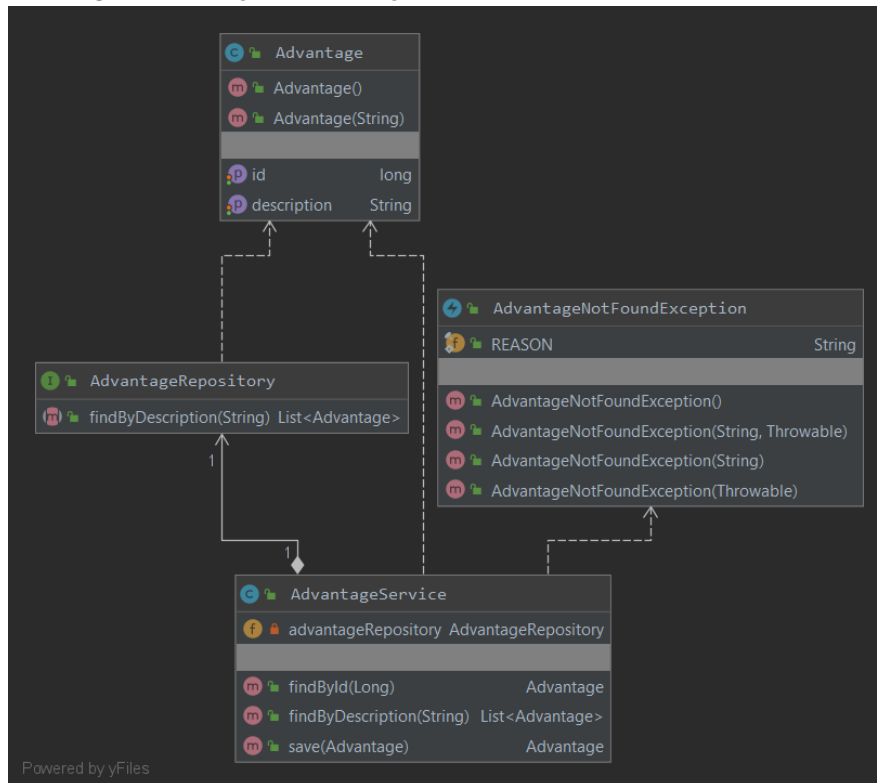 Advantage
Advantage()
Advantage(String)
id long
description String
AdvantageNotFoundException
REASON String
AdvantageNotFoundException()
AdvantageNotFoundException(String, Throwable)
AdvantageNotFoundException(String)
AdvantageNotFoundException(Throwable)
AdvantageRepository
findByDescription(String) List<Advantage>
1
1
AdvantageService
advantageRepository AdvantageRepository
findById(Long) Advantage
findByDescription(String) List<Advantage>
save(Advantage) Advantage
Powered by yFiles